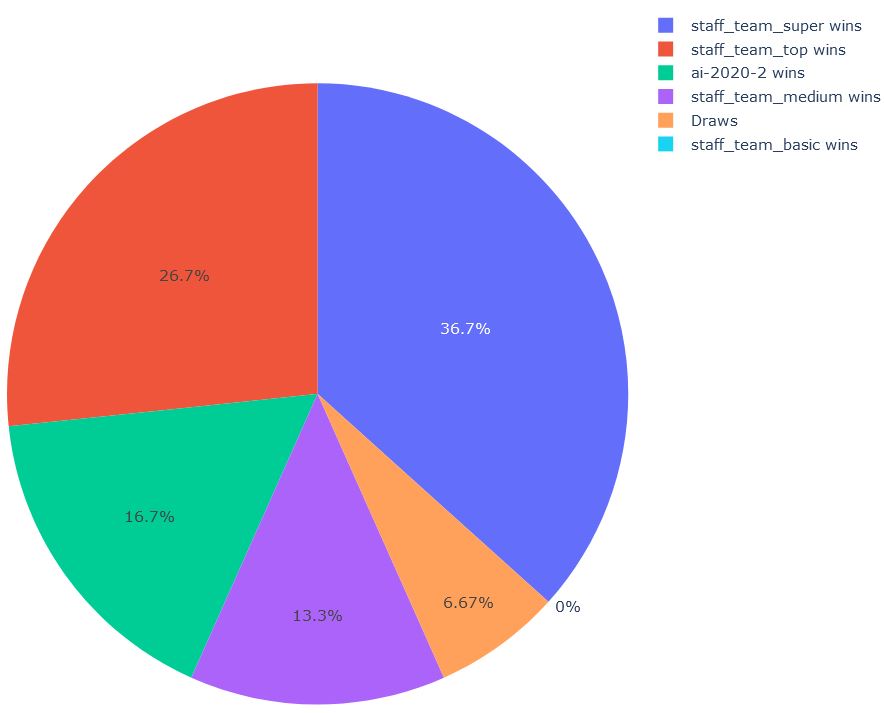 staff_team_super wins
staff_team_top wins
ai-2020-2 wins
staff_team_medium wins
Draws
staff_team_basic wins
26.7%
36.7%
16.7%
13.3%
6.67%
0%